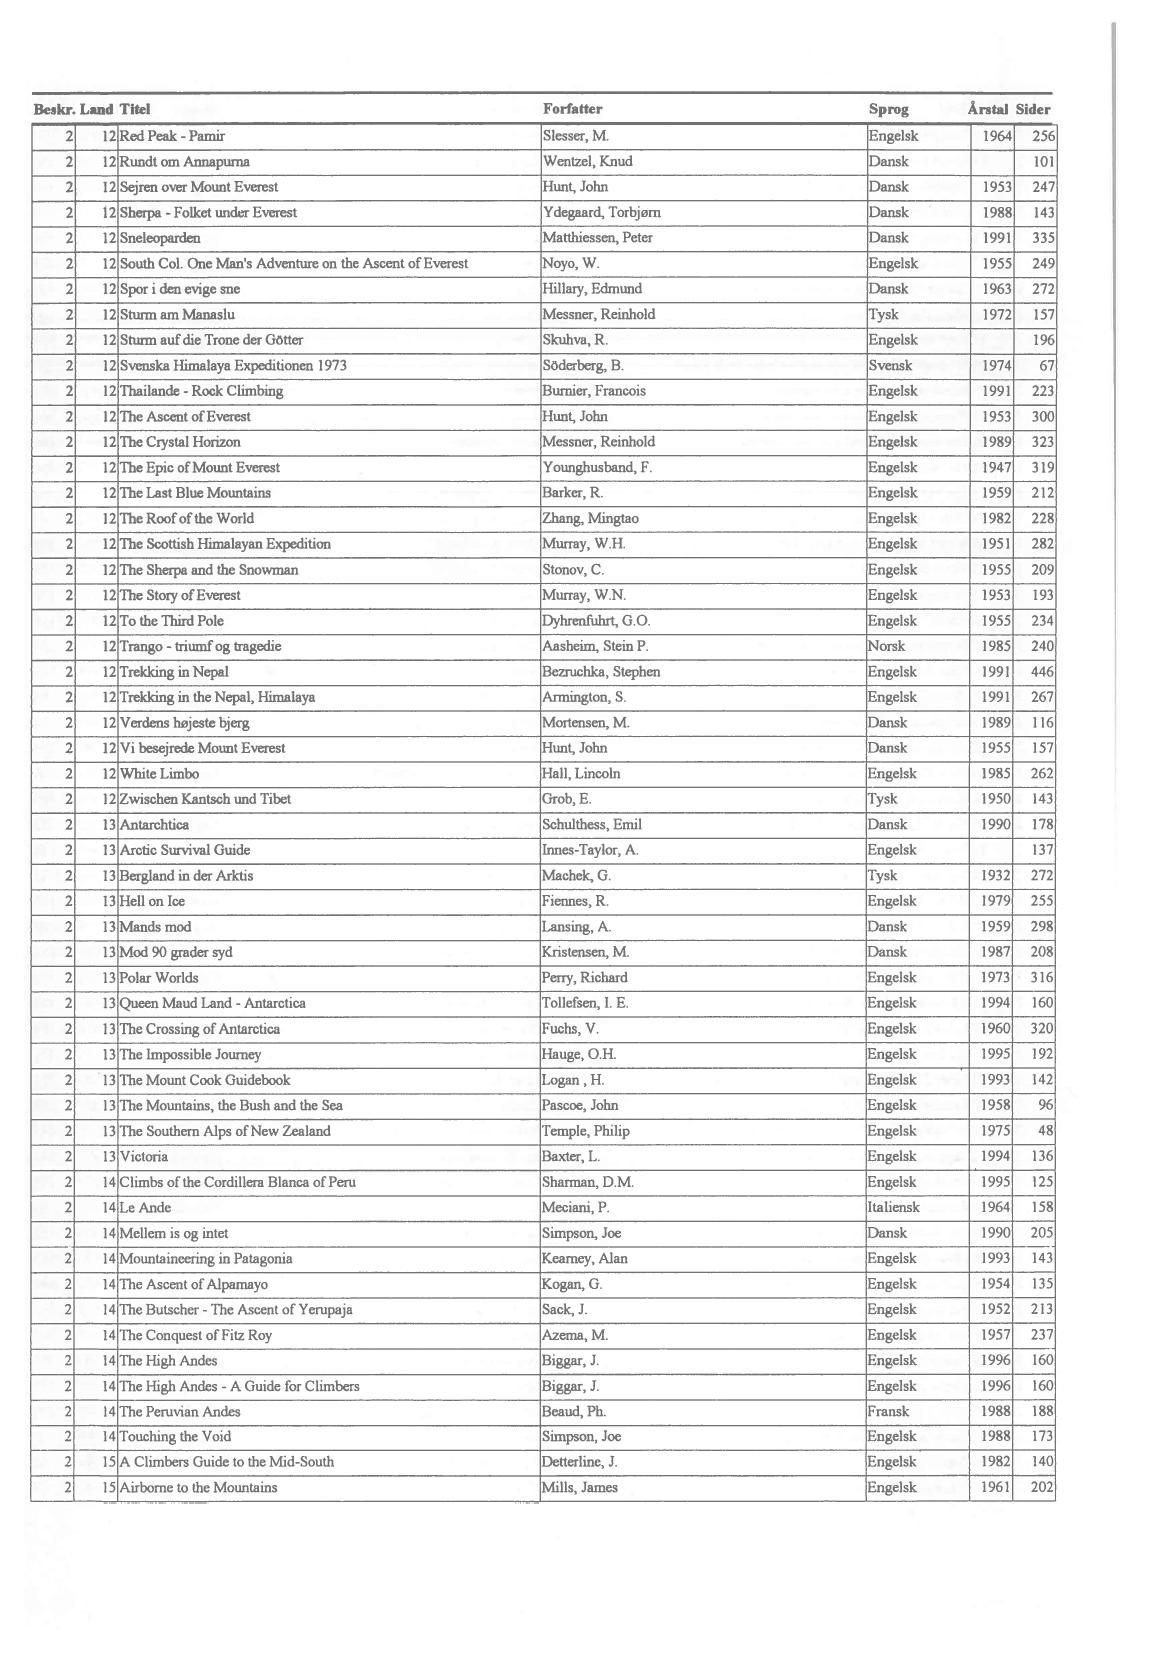 Beskr. Land Titel Forfatter Sprog Årstal Sider
2 12 Red Peak - Pamir Slesser, M. Engelsk 1964 256
2 12 Rundt om Annapurna Wentzel, Knud Dansk 101
2 12 Sejren over Mount Everest Hunt, John Dansk 1953 247
2 12 Sherpa - Folket under Everest Ydegaard, Torbjørn Dansk 1988 143
2 12 Sneleoparden Matthiessen, Peter Dansk 1991 335
2 12 South Col. One Man's Adventure on the Ascent of Everest Noyo, W. Engelsk 1955 249
2 12 Spor i den evige sne Hillary, Edmund Dansk 1963 272
2 12 Sturm am Manaslu Messner, Reinhold Tysk 1972 157
2 12 Sturm auf die Trone der Götter Skuhva, R. Engelsk 196
2 12 Svenska Himalaya Expeditionen 1973 Söderberg, B. Svensk 1974 67
2 12 Thailande - Rock Climbing Burnier, Francois Engelsk 1991 223
2 12 The Ascent of Everest Hunt, John Engelsk 1953 300
2 12 The Crystal Horizon Messner, Reinhold Engelsk 1989 323
2 12 The Epic of Mount Everest Younghusband, F. Engelsk 1947 319
2 12 The Last Blue Mountains Barker, R. Engelsk 1959 212
2 12 The Roof of the World Zhang, Mingtao Engelsk 1982 228
2 12 The Scottish Himalayan Expedition Murray, W.H. Engelsk 1951 282
2 12 The Sherpa and the Snowman Stonov, C. Engelsk 1955 209
2 12 The Story of Everest Murray, W.N. Engelsk 1953 193
2 12 To the Third Pole Dyhrenfuhrt, G.O. Engelsk 1955 234
2 12 Trango - triumf og tragedie Aasheim, Stein P. Norsk 1985 240
2 12 Trekking in Nepal Bezruchka, Stephen Engelsk 1991 446
2 12 Trekking in the Nepal, Himalaya Armington, S. Engelsk 1991 267
2 12 Verdens højeste bjerg Mortensen, M. Dansk 1989 116
2 12 Vi besejrede Mount Everest Hunt, John Dansk 1955 157
2 12 White Limbo Hall, Lincoln Engelsk 1985 262
2 12 Zwischen Kantsch und Tibet Grob, E. Tysk 1950 143
2 13 Antarchtica Schulthess, Emil Dansk 1990 178
2 13 Arctic Survival Guide Innes-Taylor, A. Engelsk 137
2 13 Bergland in der Arktis Machek, G. Tysk 1932 272
2 13 Hell on Ice Fiennes, R. Engelsk 1979 255
2 13 Mands mod Lansing, A. Dansk 1959 298
2 13 Mod 90 grader syd Kristensen, M. Dansk 1987 208
2 13 Polar Worlds Perry, Richard Engelsk 1973 316
2 13 Queen Maud Land - Antarctica Tollefsen, I. E. Engelsk 1994 160
2 13 The Crossing of Antarctica Fuchs, V. Engelsk 1960 320
2 13 The Impossible Journey Hauge, O.H. Engelsk 1995 192
2 13 The Mount Cook Guidebook Logan , H. Engelsk 1993 142
2 13 The Mountains, the Bush and the Sea Pascoe, John Engelsk 1958 96
2 13 The Southern Alps of New Zealand Temple, Philip Engelsk 1975 48
2 13 Victoria Baxter, L. Engelsk 1994 136
2 14 Climbs of the Cordillera Blanca of Peru Sharman, D.M. Engelsk 1995 125
2 14 Le Ande Meciani, P. Italiensk 1964 158
2 14 Mellem is og intet Simpson, Joe Dansk 1990 205
2 14 Mountaineering in Patagonia Kearney, Alan Engelsk 1993 143
2 14 The Ascent of Alpamayo Kogan, G. Engelsk 1954 135
2 14 The Butscher - The Ascent of Yerupaja Sack, J. Engelsk 1952 213
2 14 The Conquest of Fitz Roy Azema, M. Engelsk 1957 237
2 14 The High Andes Biggar, J. Engelsk 1996 160
2 14 The High Andes - A Guide for Climbers Biggar, J. Engelsk 1996 160
2 14 The Peruvian Andes Beaud, Ph. Fransk 1988 188
2 14 Touching the Void Simpson, Joe Engelsk 1988 173
2 15 A Climbers Guide to the Mid-South Detterline, J. Engelsk 1982 140
2 15 Airborne to the Mountains Mills, James Engelsk 1961 202